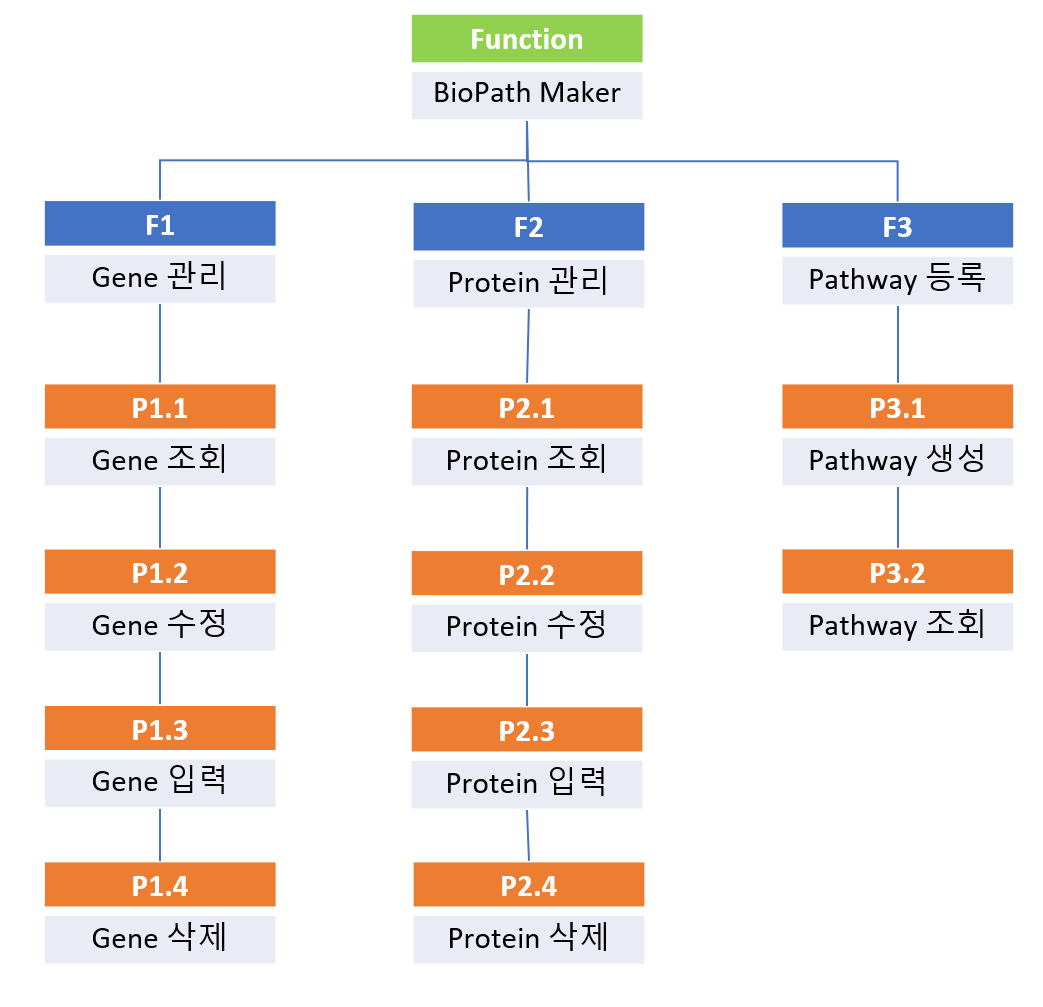 Function
BioPath Maker
F1
Gene 관리
F2
Protein 관리
F3
Pathway 등록
P1.1
Gene 조회
P2.1
Protein 조회
P3.1
Pathway 생성
P1.2
Gene 수정
P2.2
Protein 수정
P3.2
Pathway 조회
P1.3
Gene 입력
P2.3
Protein 입력
P1.4
Gene 삭제
P2.4
Protein 삭제